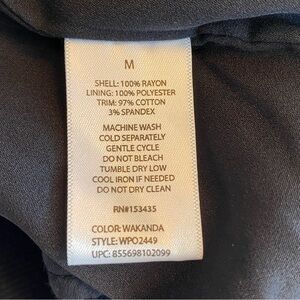 M
SHELL: 100% RAYON
LINING: 100% POLYESTER
TRIM: 97% COTTON
3% SPANDEX
MACHINE WASH
COLD SEPARATELY
GENTLE CYCLE
DO NOT BLEACH
TUMBLE DRY LOW
COOL IRON IF NEEDED
DO NOT DRY CLEAN
RN#153435
COLOR: WAKANDA
STYLE: WPO2449
UPC: 855698102099